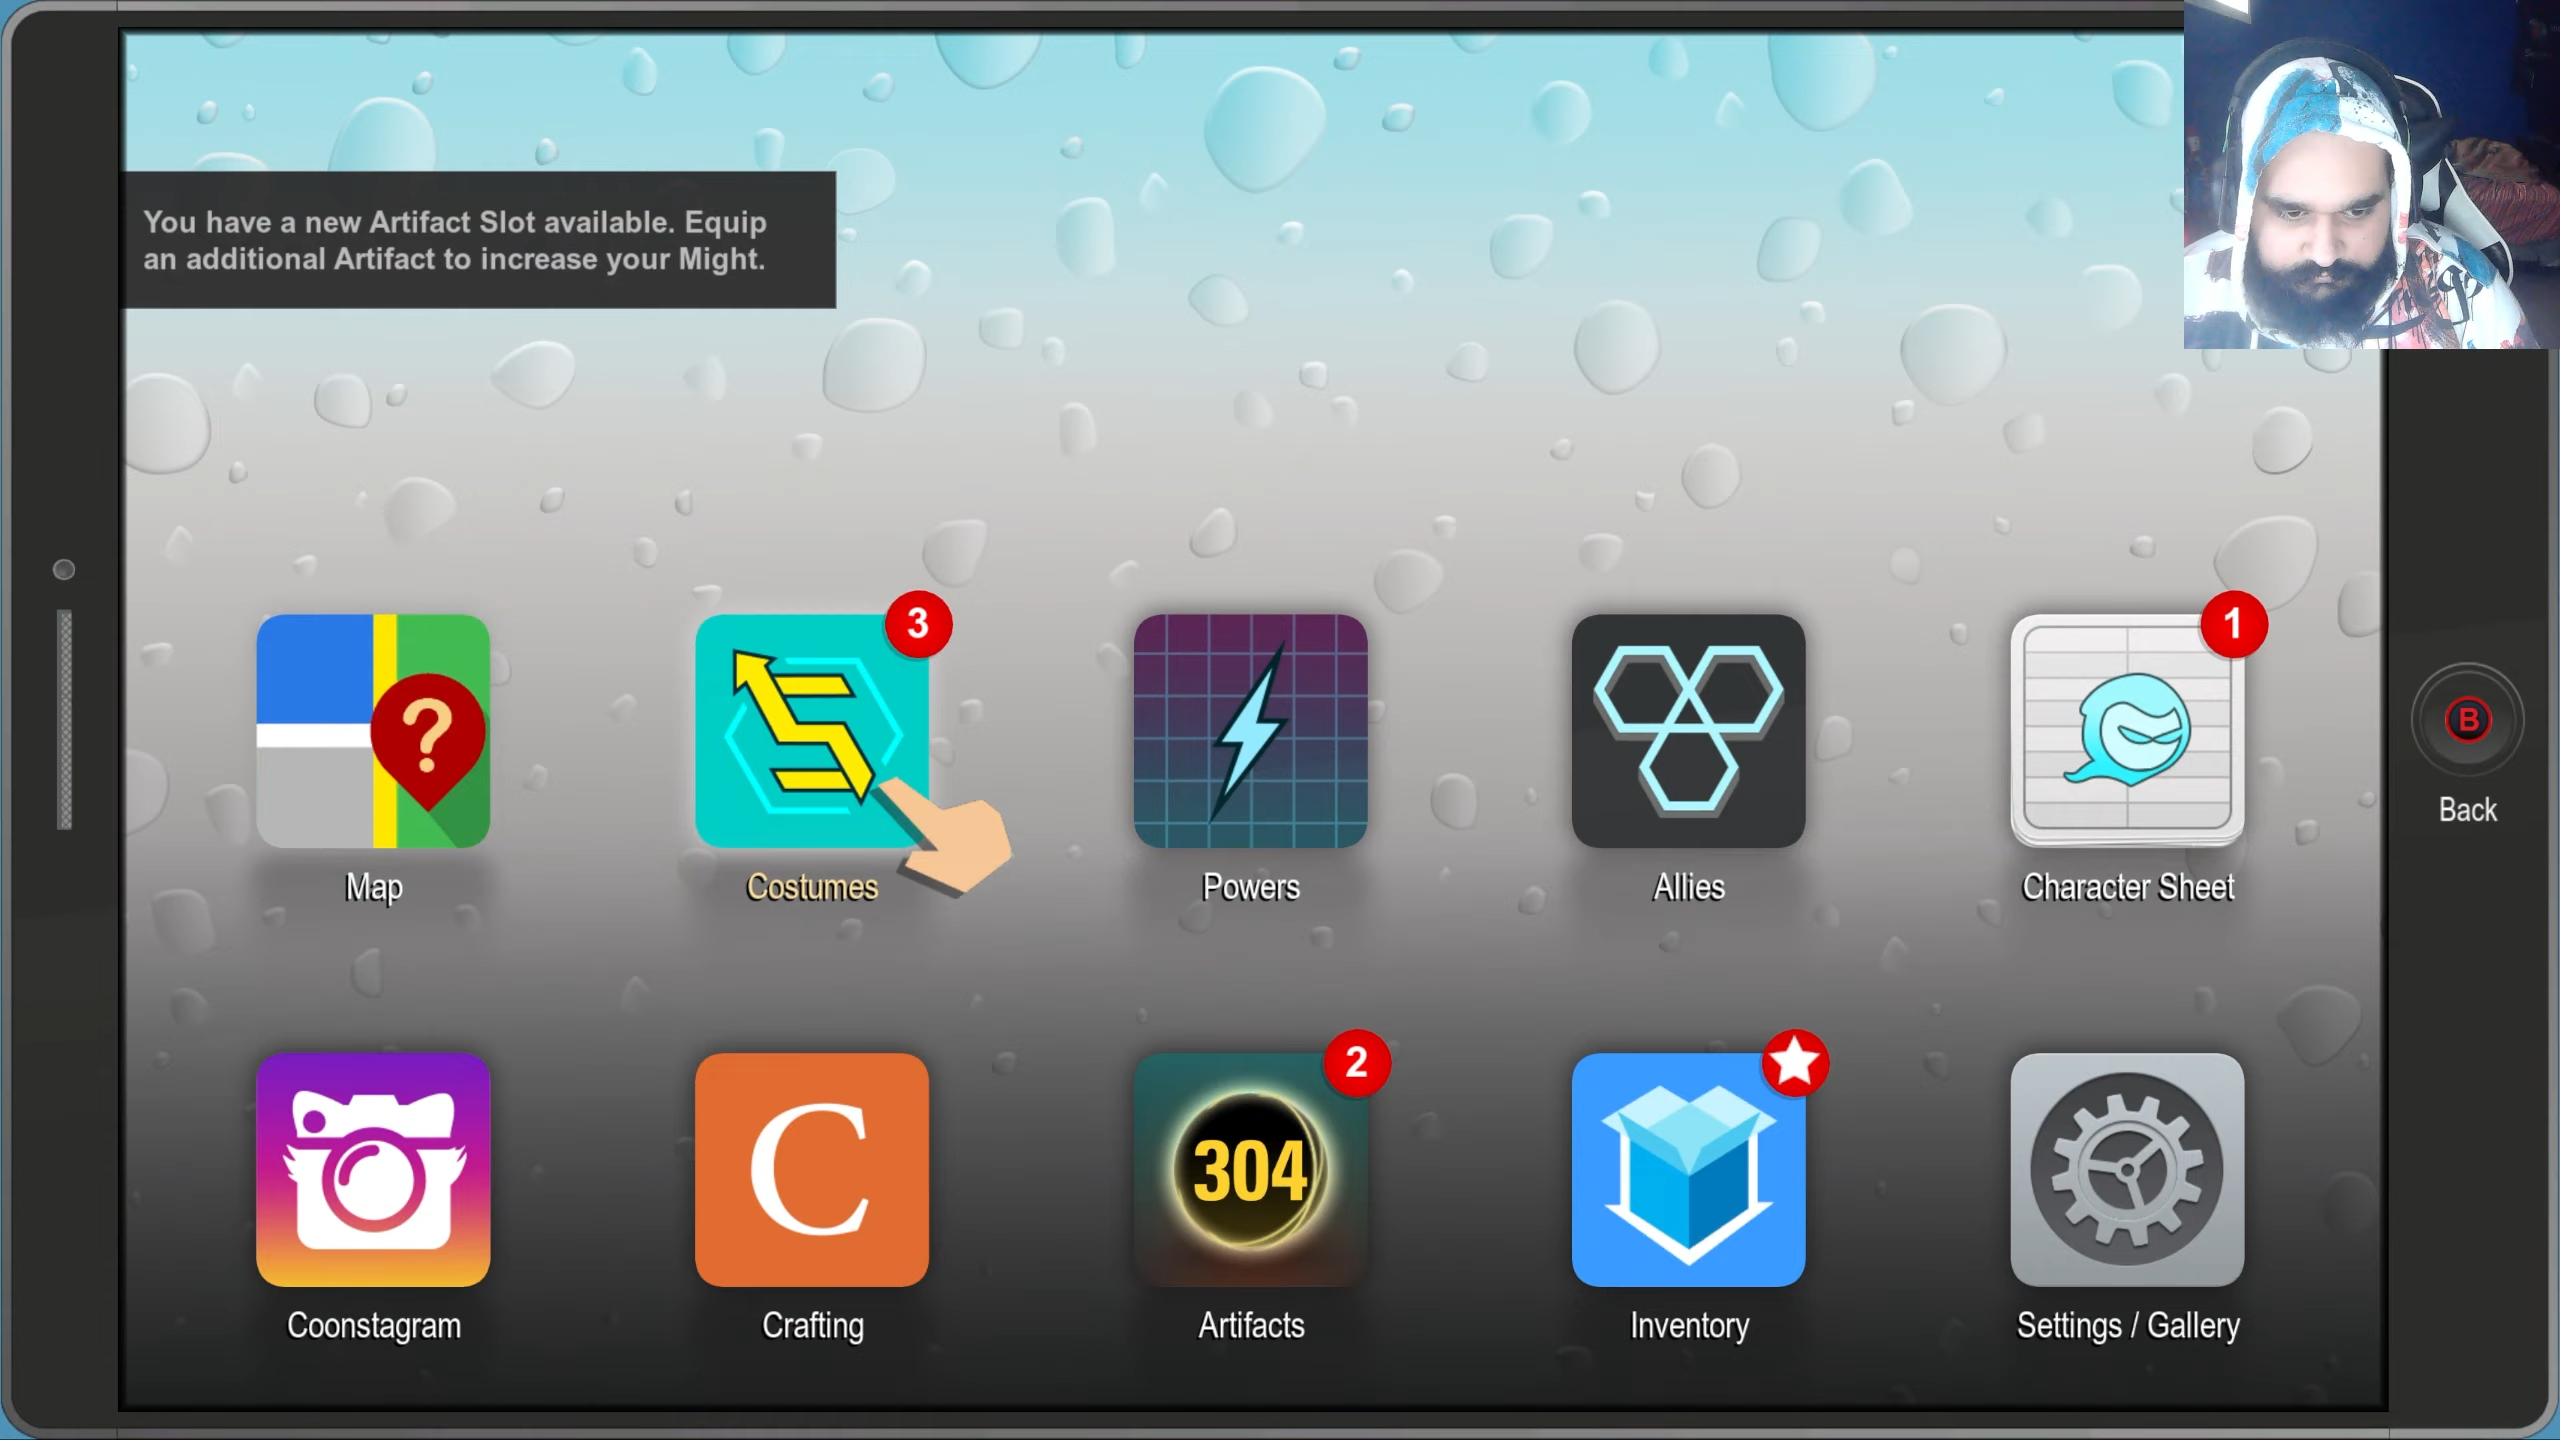 You have a new Artifact Slot available. Equip
an additional Artifact to increase your Might.
3
1
?
B
Back
Map
Costumes
Powers
Allies
Character Sheet
2
C
304
Coonstagram
Crafting
Artifacts
Inventory
Settings / Gallery